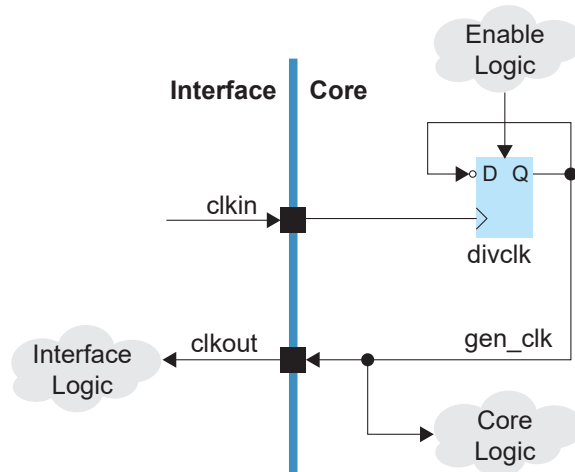 Enable
Logic
Interface Core
D Q
clkin
divclk
clkout
gen_clk
Interface
Logic
Core
Logic